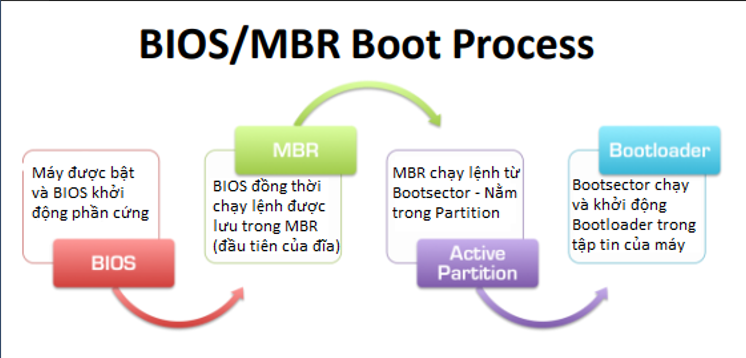 BIOS/MBR Boot Process
Máy được bật
và BIOS khởi
động phần cứng
BIOS
MBR
BIOS đồng thời
chạy lệnh được
lưu trong MBR
(đầu tiên của đĩa)
MBR chạy lệnh từ
Bootsector - Nằm
trong Partition
Active
Partition
Bootloader
Bootsector chạy
và khởi động
Bootloader trong
tập tin của máy